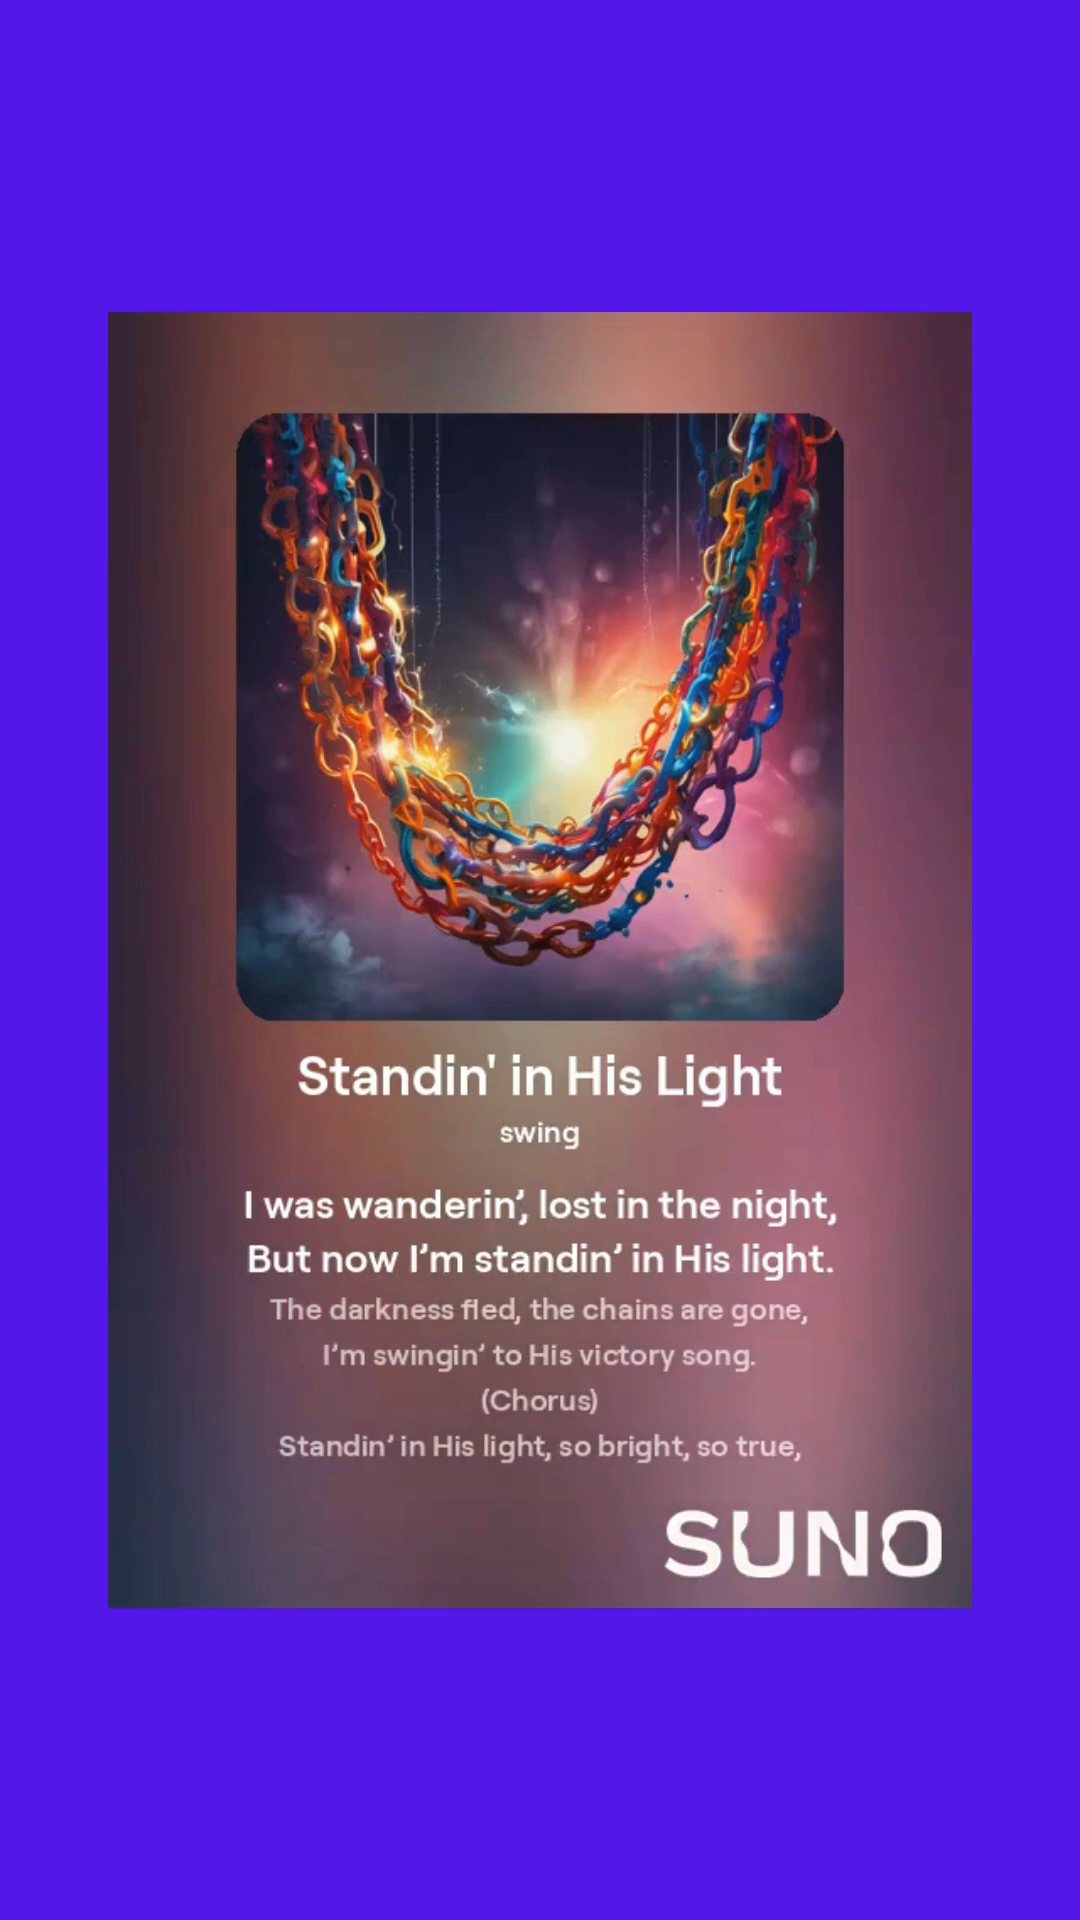 Standin' in His Light
swing
I was wanderin’, lost in the night,
But now I’m standin’ in His light.
The darkness fled, the chains are gone,
I’m swingin’ to His victory song.
(Chorus)
Standin’ in His light, so bright, so true,
SUNO